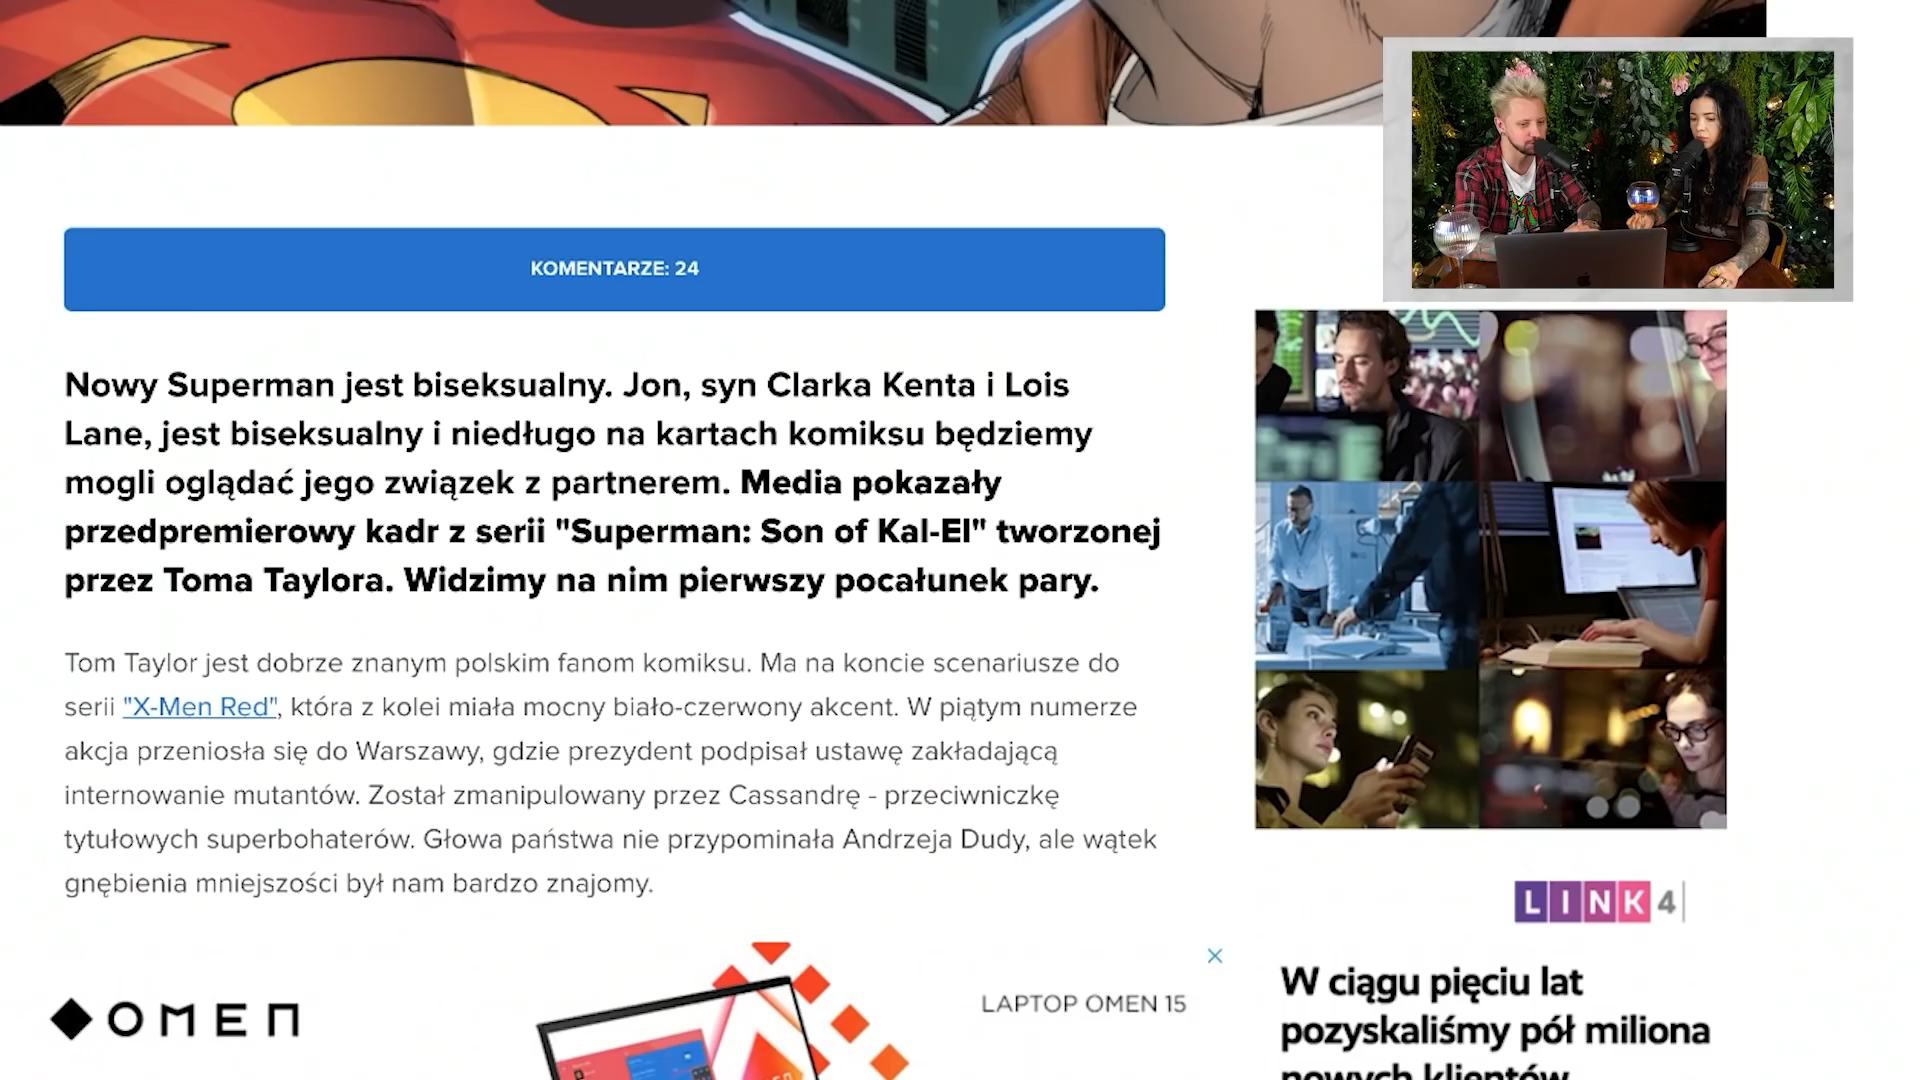 KOMENTARZE: 24
Nowy Superman jest biseksualny. Jon, syn Clarka Kenta i Lois
Lane, jest biseksualny i niedługo na kartach komiksu będziemy
mogli oglądać jego związek z partnerem. Media pokazały
przedpremierowy kadr z serii "Superman: Son of Kal-El" tworzonej
przez Toma Taylora. Widzimy na nim pierwszy pocałunek pary.
Tom Taylor jest dobrze znanym polskim fanom komiksu. Ma na koncie scenariusze do
serii "X-Men Red", która z kolei miała mocny biało-czerwony akcent. W piątym numerze
akcja przeniosła się do Warszawy, gdzie prezydent podpisał ustawę zakładającą
internowanie mutantów. Został zmanipulowany przez Cassandrę - przeciwniczkę
tytułowych superbohaterów. Głowa państwa nie przypominała Andrzeja Dudy, ale wątek
gnębienia mniejszości był nam bardzo znajomy.
OMEN
LAPTOP OMEN 15
LINK4
W ciągu pięciu lat
pozyskaliśmy pół miliona
nowych klientów